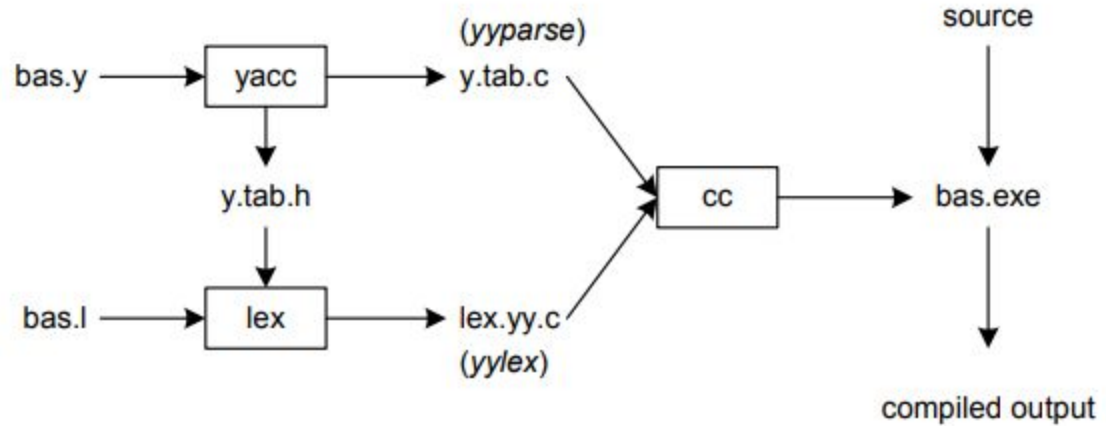 source
(yyparse)
bas.y
yacc
y.tab.c
y.tab.h
cc
bas.exe
bas.l
lex
lex.yy.c
(yylex)
compiled output